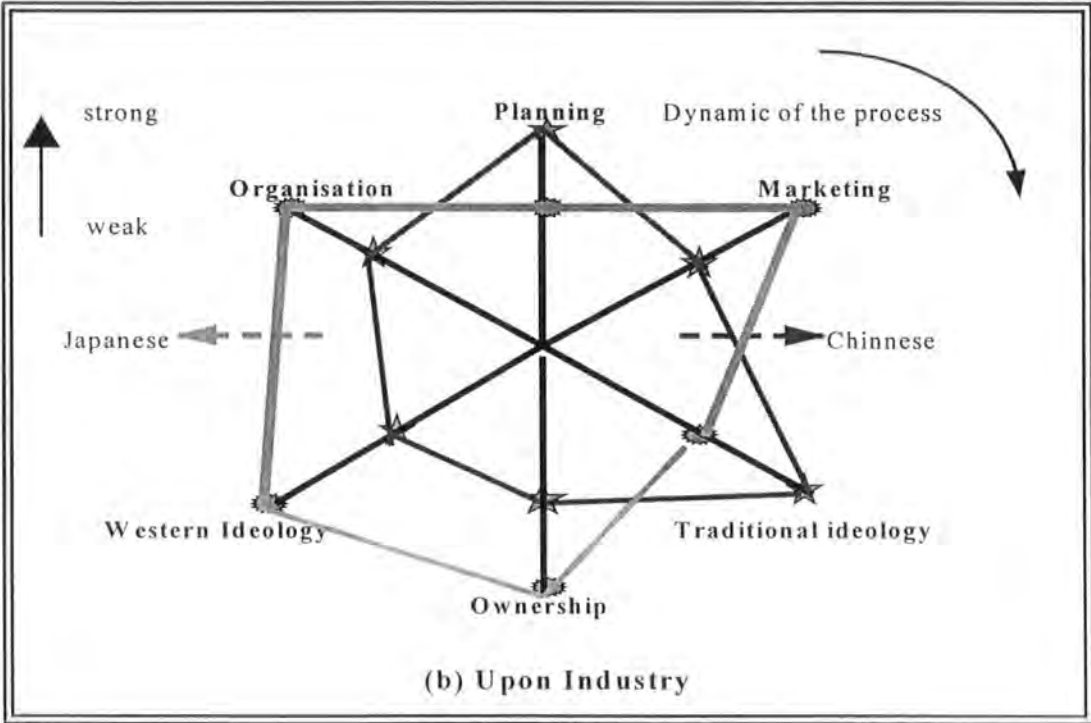 strong
Planning
Dynamic of the process
Organisation
Marketing
weak
Japanese
Chinnese
Western Ideology
Traditional ideology
Ownership
(b) Upon Industry